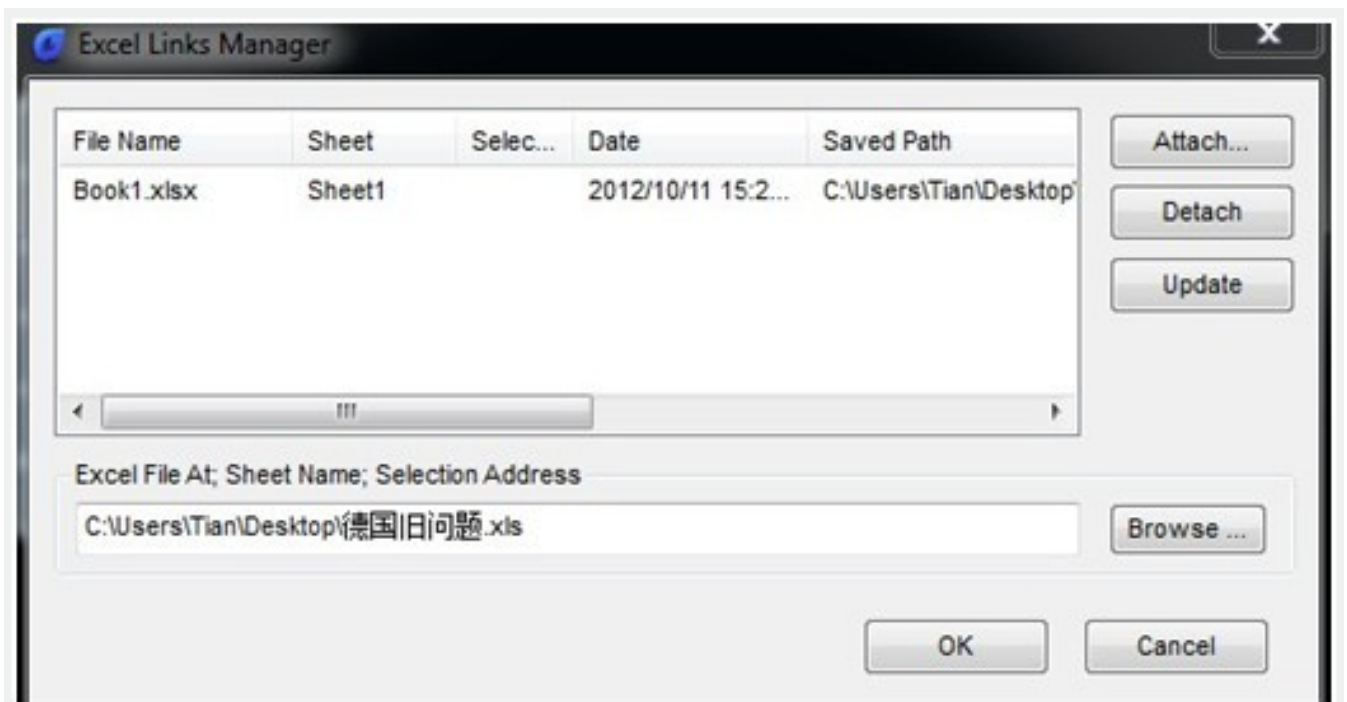 Excel Links Manager
X
File Name Sheet Selec... Date Saved Path
Book1.xlsx Sheet1 2012/10/11 15:2... C:\Users\Tian\Desktop\
Attach...
Detach
Update
Excel File At; Sheet Name; Selection Address
C:\Users\Tian\Desktop\德国旧问题.xls
Browse ...
OK Cancel